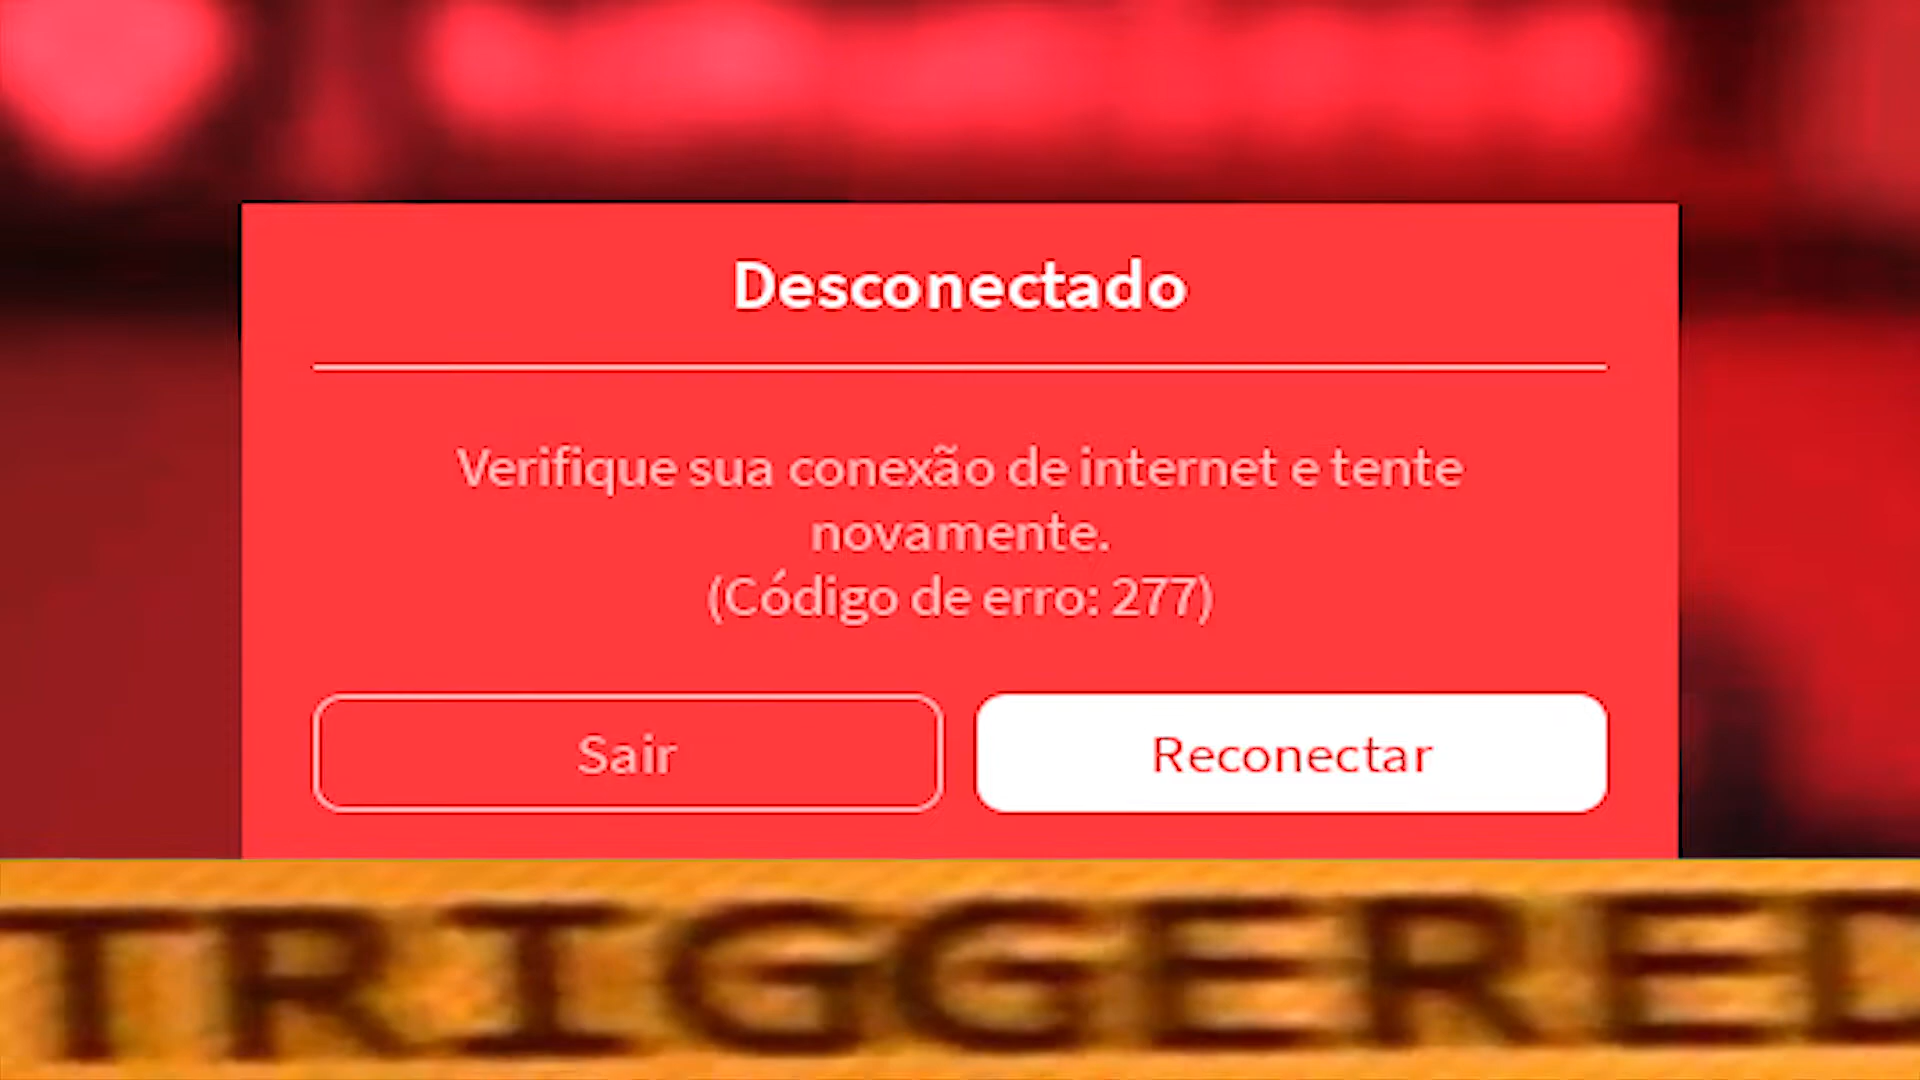 Desconectado
Verifique sua conexão de internet e tente
novamente.
(Código de erro: 277)
Sair
Reconectar
TRIGGERED